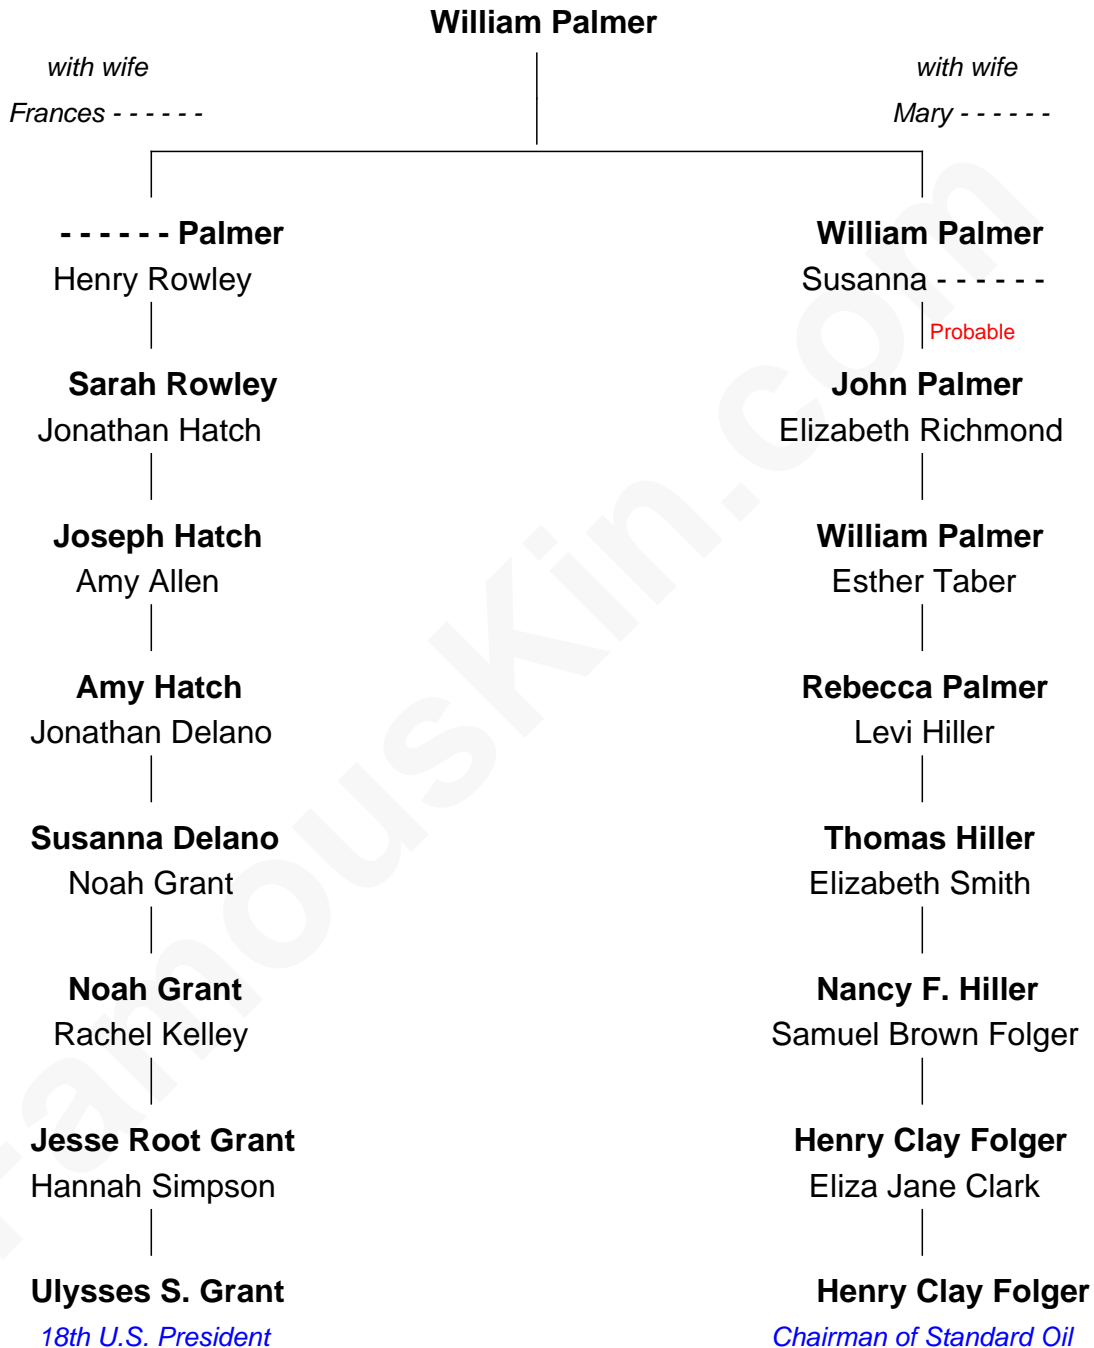 William Palmer
with wife
Frances - - - - - -
with wife
Mary - - - - - -
- - - - - - Palmer
Henry Rowley
William Palmer
Susanna - - - - - -
Probable
Sarah Rowley
Jonathan Hatch
John Palmer
Elizabeth Richmond
Joseph Hatch
Amy Allen
William Palmer
Esther Taber
Amy Hatch
Jonathan Delano
Rebecca Palmer
Levi Hiller
Susanna Delano
Noah Grant
Thomas Hiller
Elizabeth Smith
Noah Grant
Rachel Kelley
Nancy F. Hiller
Samuel Brown Folger
Jesse Root Grant
Hannah Simpson
Henry Clay Folger
Eliza Jane Clark
Ulysses S. Grant
18th U.S. President
Henry Clay Folger
Chairman of Standard Oil
FamousKin.com